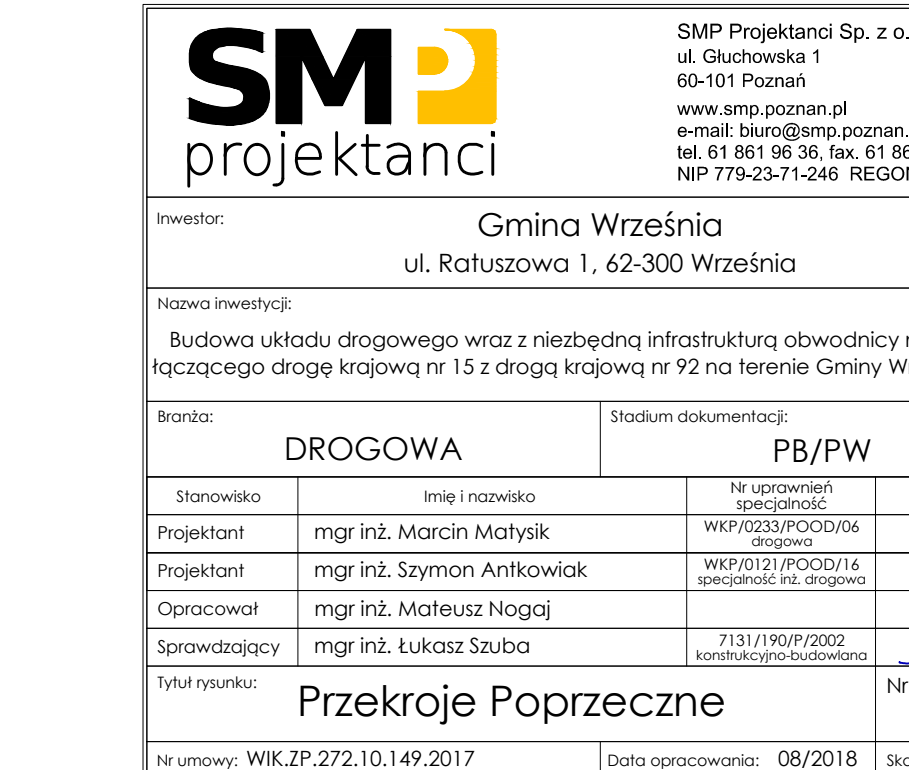 SMP
projektanci
SMP Projektanci Sp. z o.
ul. Głuchowska 1
60-101 Poznań
www.smp.poznan.pl
e-mail: biuro@smp.poznan.
tel. 61 861 96 36, fax. 61 86
NIP 779-23-71-246 REGON
Inwestor:
Gmina Września
ul. Ratuszowa 1, 62-300 Września
Nazwa inwestycji:
Budowa układu drogowego wraz z niezbędną infrastrukturą obwodnicy
łączącego drogę krajową nr 15 z drogą krajową nr 92 na terenie Gminy
Branża:
DROGOWA
Stadium dokumentacji:
PB/PW
Stanowisko Imię i nazwisko Nr uprawnień
specjalność
Projektant mgr inż. Marcin Matysik WKP/0233/POOD/06
drogowa
Projektant mgr inż. Szymon Antkowiak WKP/0121/POOD/16
specjalność inż. drogowa
Opracował mgr inż. Mateusz Nogaj
Sprawdzający mgr inż. Łukasz Szuba 7131/190/P/2002
konstrukcyjno-budowlana
Tytuł rysunku:
Przekroje Poprzeczne
Nr
Nr umowy: WIK.ZP.272.10.149.2017 Data opracowania: 08/2018